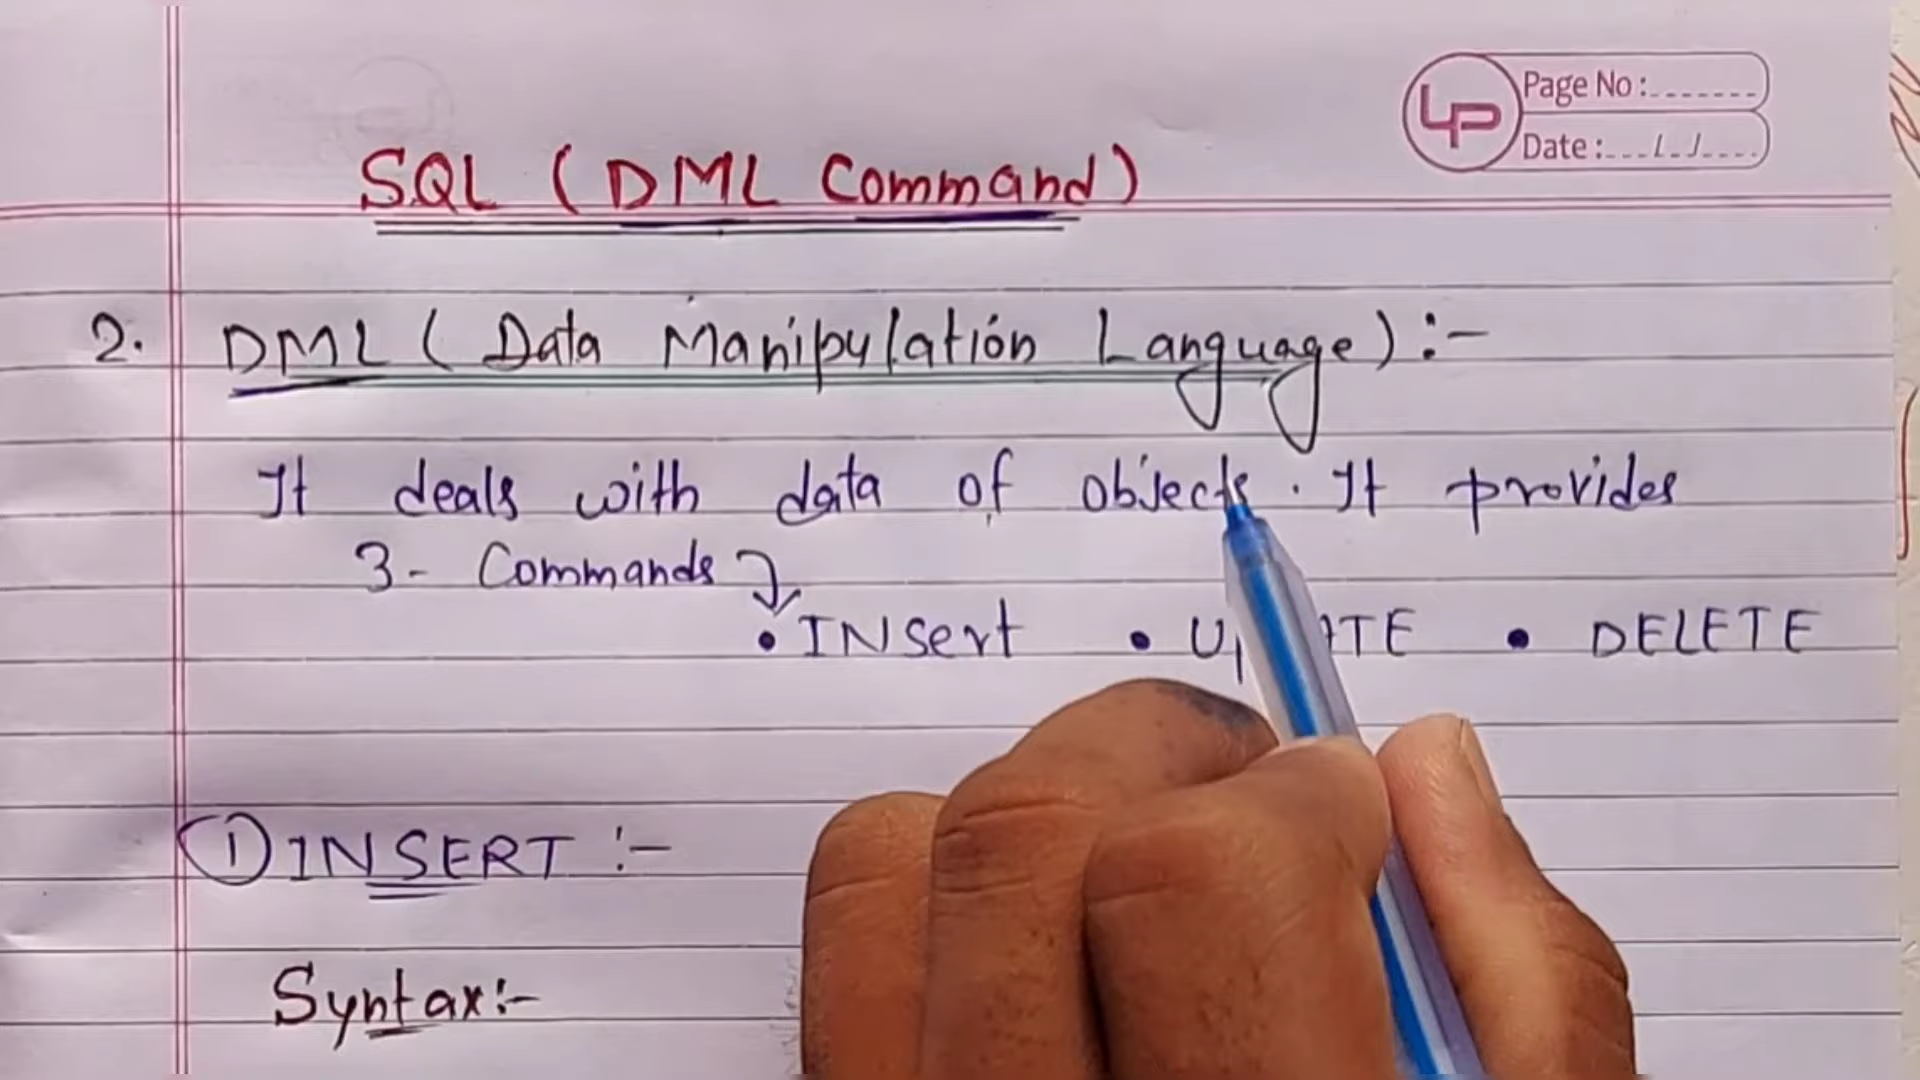 Page No :
Date : / /
SQL (DML Command)
2. DML (Data Manipulation Language) :-
It deals with data of objects. It provides
3 - Commands
• INsert • DELETE
① INSERT :-
Syntax :-